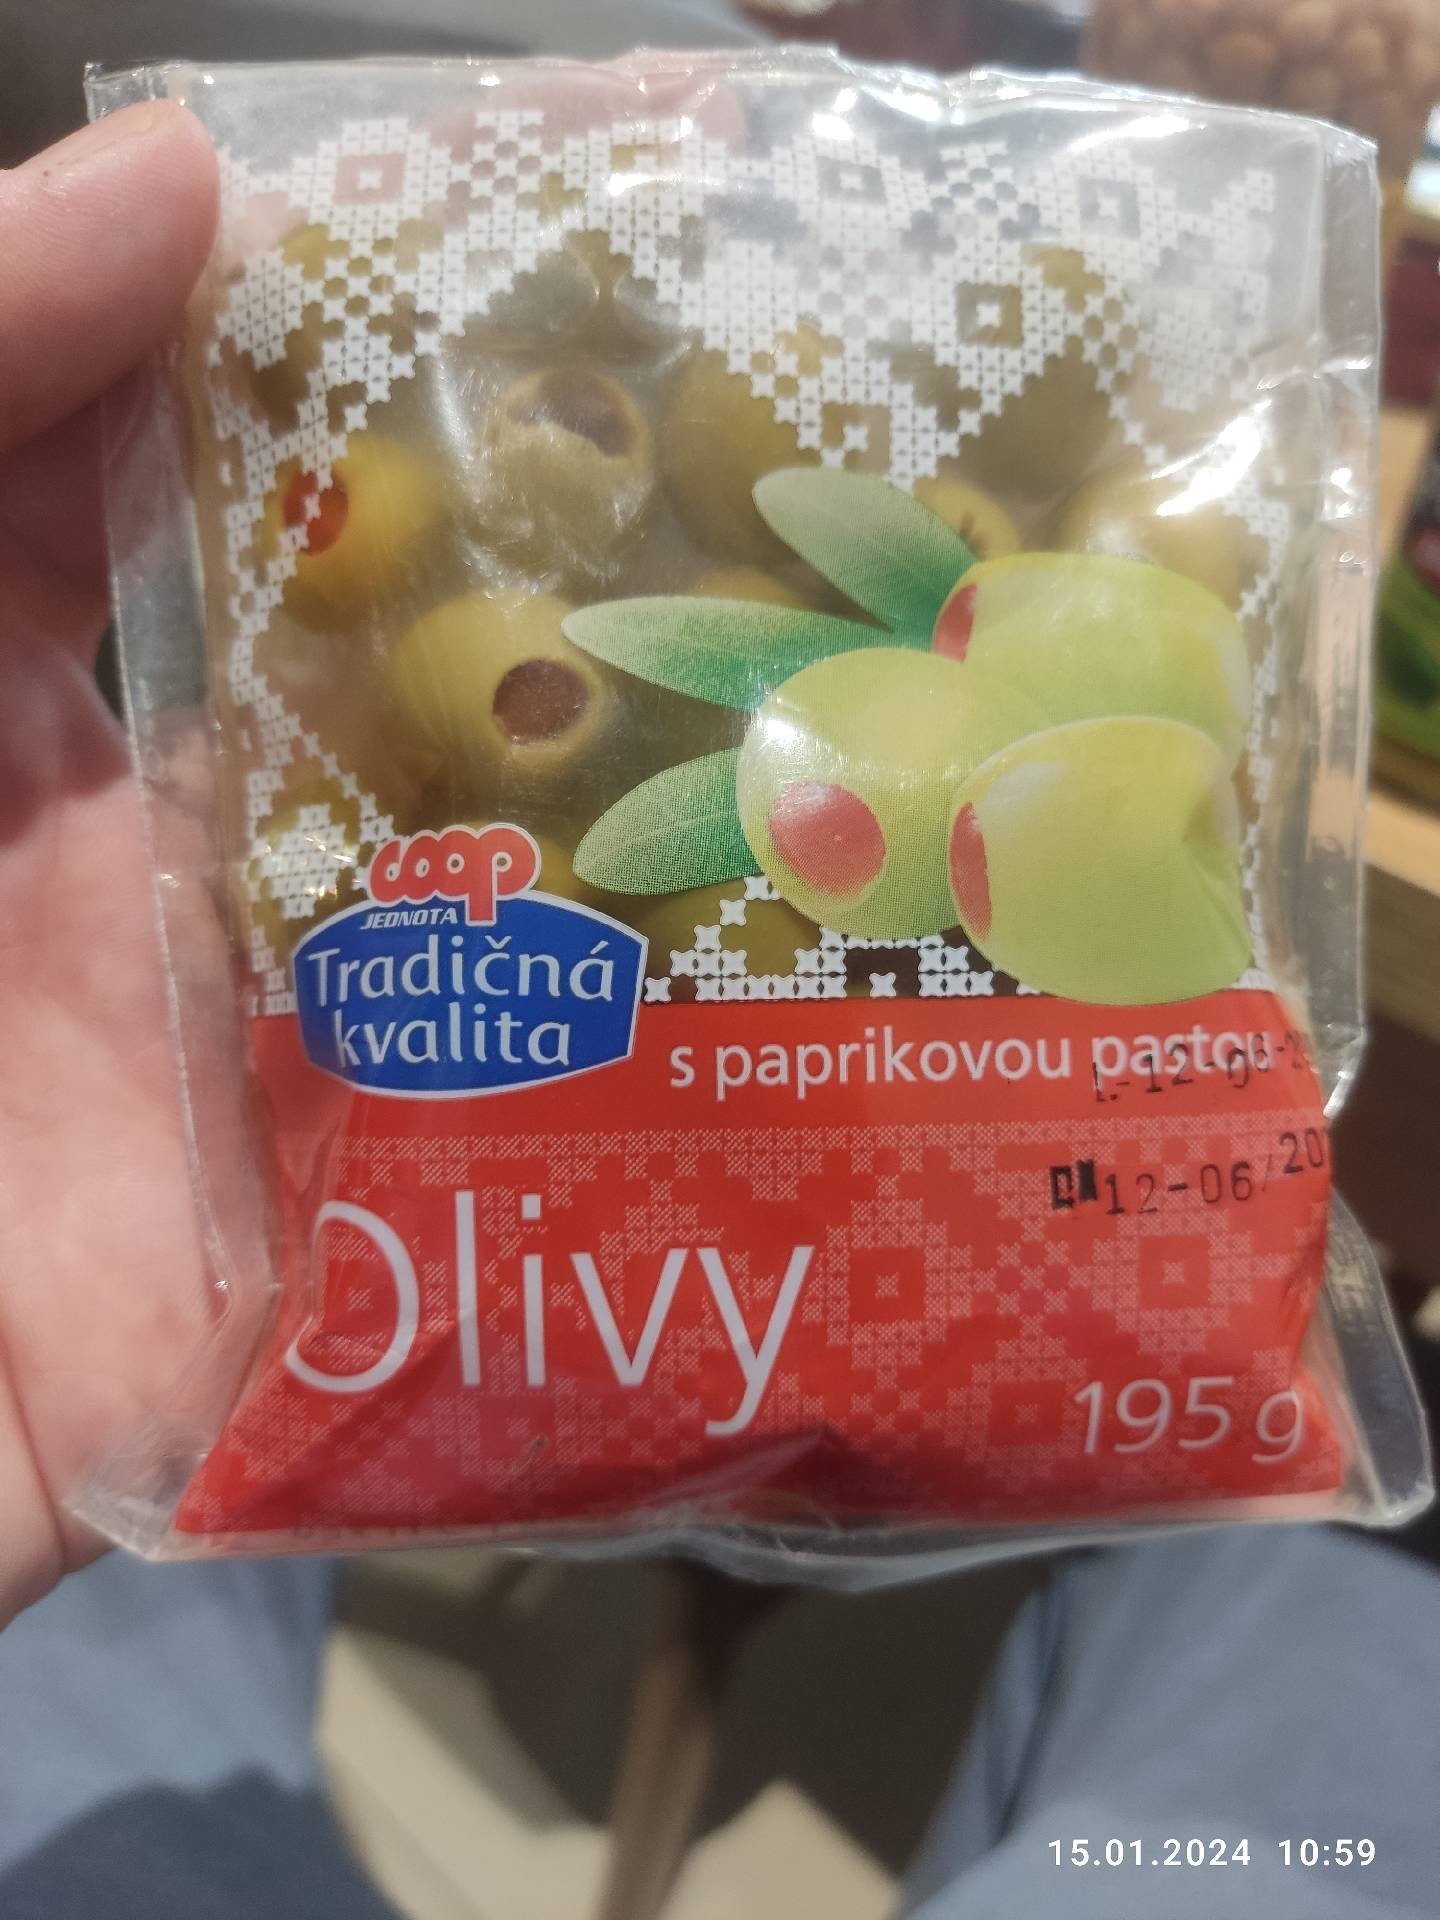 coop
JEDNOTA
Tradičná
kvalita
s paprikovou pastou
L-12-06-2
12-06/20
Olivy
195 g
15.01.2024 10:59